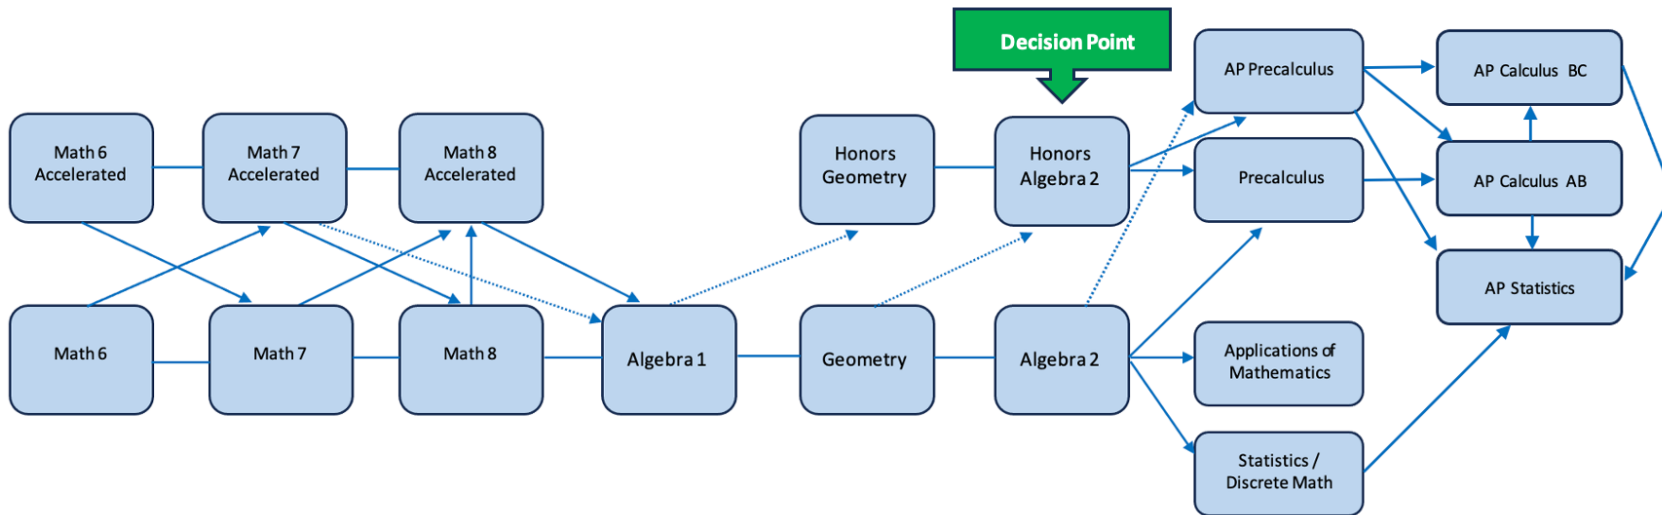 Decision Point
AP Precalculus
AP Calculus BC
Math 6
Accelerated
Math 7
Accelerated
Math 8
Accelerated
Honors
Geometry
Honors
Algebra 2
Precalculus
AP Calculus AB
AP Statistics
Math 6
Math 7
Math 8
Algebra 1
Geometry
Algebra 2
Applications of
Mathematics
Statistics /
Discrete Math